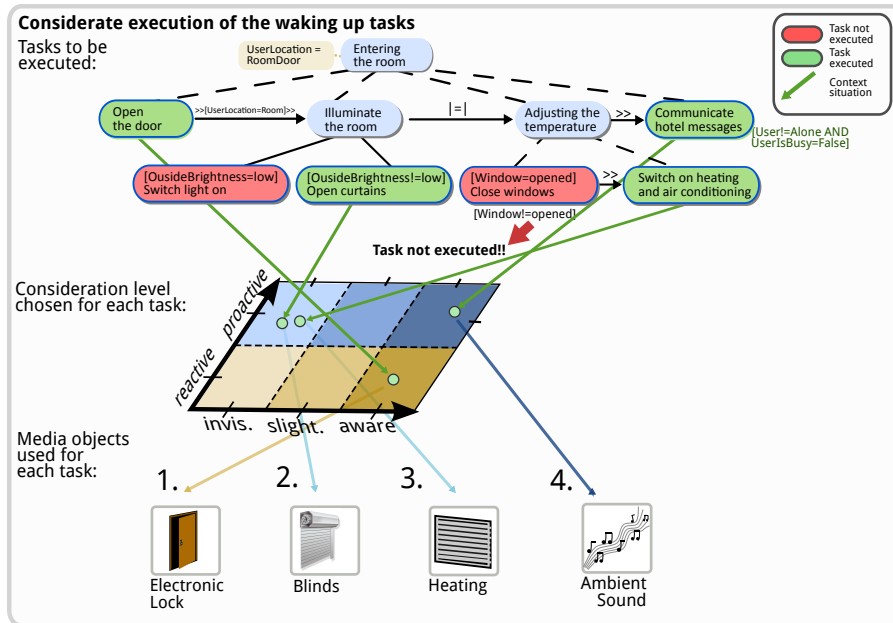 Considerate execution of the waking up tasks
Tasks to be
executed:
UserLocation =
RoomDoor
Entering
the room
Task not
executed
Task
executed
Context
situation
Open
the door
>>[UserLocation=Room]>>
Illuminate
the room
|=|
Adjusting the
temperature
>>
Communicate
hotel messages
[User!=Alone AND
UserIsBusy=False]
[OusideBrightness=low]
Switch light on
[OusideBrightness!=low]
Open curtains
[Window=opened]
Close windows
>>
Switch on heating
and air conditioning
[Window!=opened]
Task not executed!!
Consideration level
chosen for each task:
proactive
reactive
invis.
slight.
aware
Media objects
used for
each task:
1.
2.
3.
4.
Electronic
Lock
Blinds
Heating
Ambient
Sound